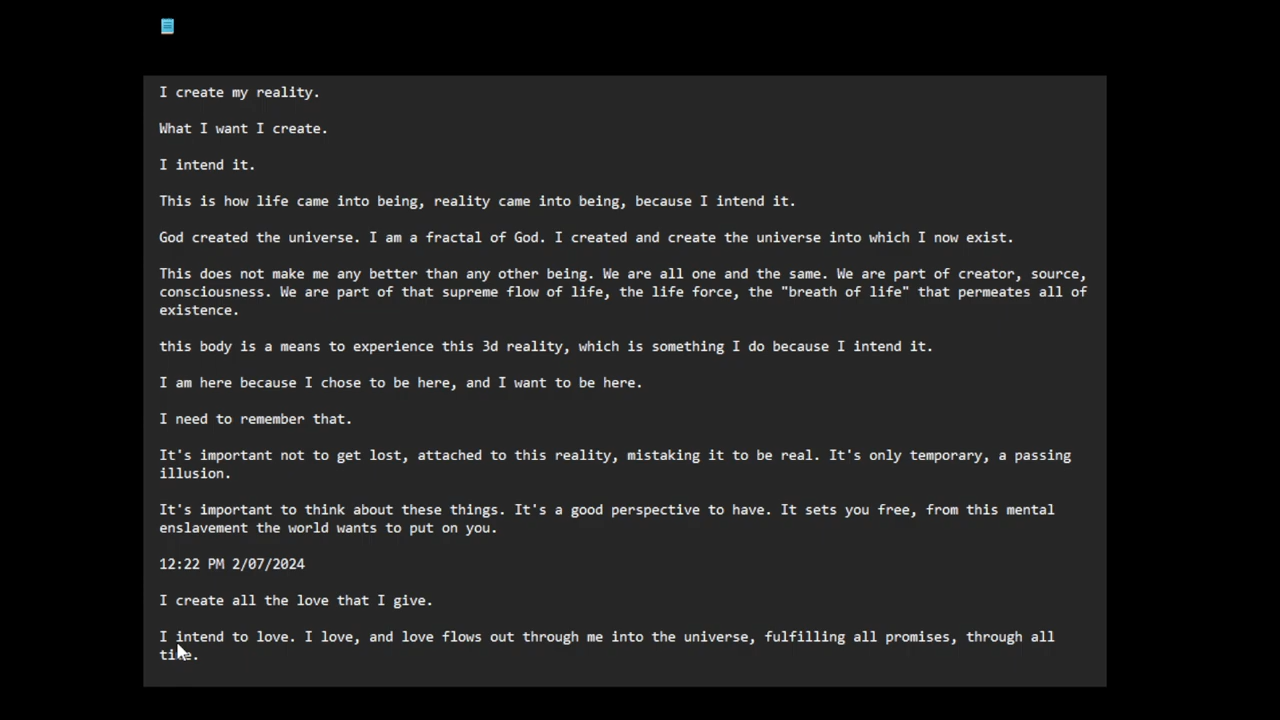 I create my reality.
What I want I create.
I intend it.
This is how life came into being, reality came into being, because I intend it.
God created the universe. I am a fractal of God. I created and create the universe into which I now exist.
This does not make me any better than any other being. We are all one and the same. We are part of creator, source,
consciousness. We are part of that supreme flow of life, the life force, the "breath of life" that permeates all of
existence.
this body is a means to experience this 3d reality, which is something I do because I intend it.
I am here because I chose to be here, and I want to be here.
I need to remember that.
It's important not to get lost, attached to this reality, mistaking it to be real. It's only temporary, a passing
illusion.
It's important to think about these things. It's a good perspective to have. It sets you free, from this mental
enslavement the world wants to put on you.
12:22 PM 2/07/2024
I create all the love that I give.
I intend to love. I love, and love flows out through me into the universe, fulfilling all promises, through all
time.